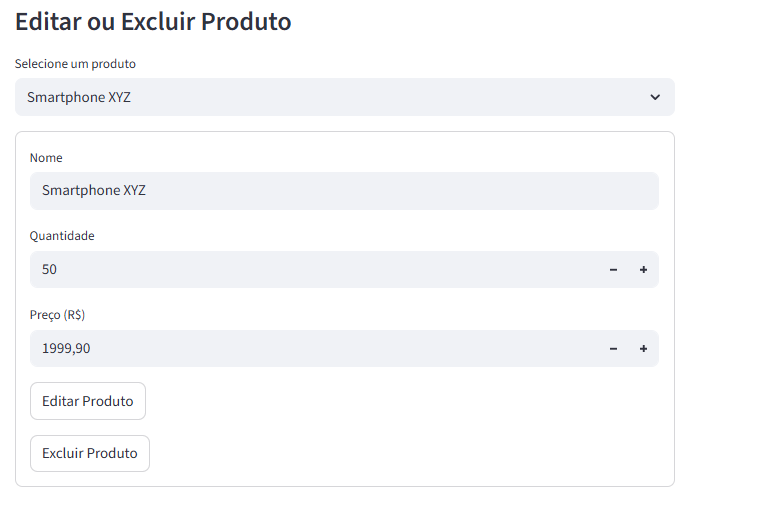 Editar ou Excluir Produto
Selecione um produto
Smartphone XYZ
Nome
Smartphone XYZ
Quantidade
50
Preço (R$)
1999,90
Editar Produto
Excluir Produto